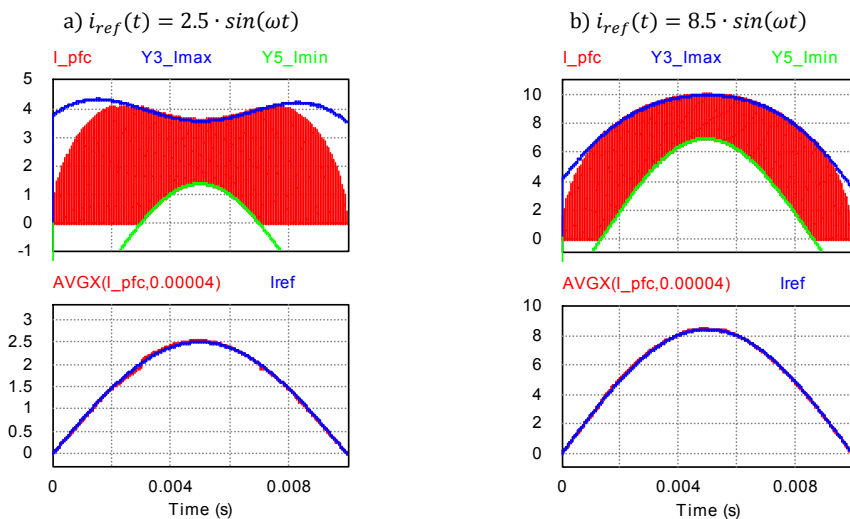 a) i_ref(t) = 2.5 · sin(ωt)
I_pfc Y3_Imax Y5_Imin
5
4
3
2
1
0
-1
AVGX(I_pfc,0.00004) Iref
3
2.5
2
1.5
1
0.5
0
0 0.004 0.008
Time (s)
b) i_ref(t) = 8.5 · sin(ωt)
I_pfc Y3_Imax Y5_Imin
10
8
6
4
2
0
AVGX(I_pfc,0.00004) Iref
10
8
6
4
2
0
0 0.004 0.008
Time (s)